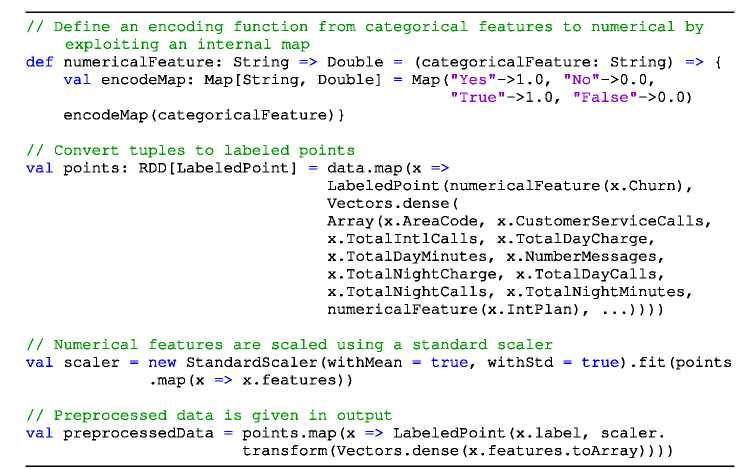 // Define an encoding function from categorical features to numerical by
exploiting an internal map
def numericalFeature: String => Double = (categoricalFeature: String) => {
val encodeMap: Map[String, Double] = Map("Yes"->1.0, "No"->0.0,
"True"->1.0, "False"->0.0)
encodeMap(categoricalFeature)}
// Convert tuples to labeled points
val points: RDD[LabeledPoint] = data.map(x =>
LabeledPoint(numericalFeature(x.Churn),
Vectors.dense(
Array(x.AreaCode, x.CustomerServiceCalls,
x.TotalIntlCalls, x.TotalDayCharge,
x.TotalDayMinutes, x.NumberMessages,
x.TotalNightCharge, x.TotalDayCalls,
x.TotalNightCalls, x.TotalNightMinutes,
numericalFeature(x.IntPlan), ...))))
// Numerical features are scaled using a standard scaler
val scaler = new StandardScaler(withMean = true, withStd = true).fit(points
.map(x => x.features))
// Preprocessed data is given in output
val preprocessedData = points.map(x => LabeledPoint(x.label, scaler.
transform(Vectors.dense(x.features.toArray))))